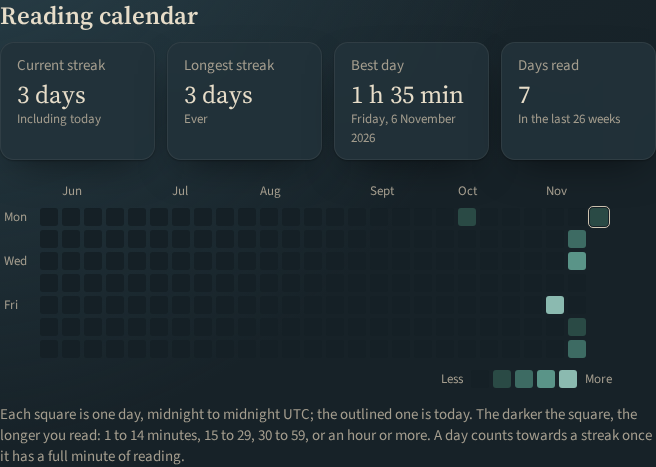 Reading calendar
Current streak
3 days
Including today
Longest streak
3 days
Ever
Best day
1 h 35 min
Friday, 6 November
2026
Days read
7
In the last 26 weeks
Jun Jul Aug Sept Oct Nov
Mon
Wed
Fri
Less More
Each square is one day, midnight to midnight UTC; the outlined one is today. The darker the square, the
longer you read: 1 to 14 minutes, 15 to 29, 30 to 59, or an hour or more. A day counts towards a streak once
it has a full minute of reading.